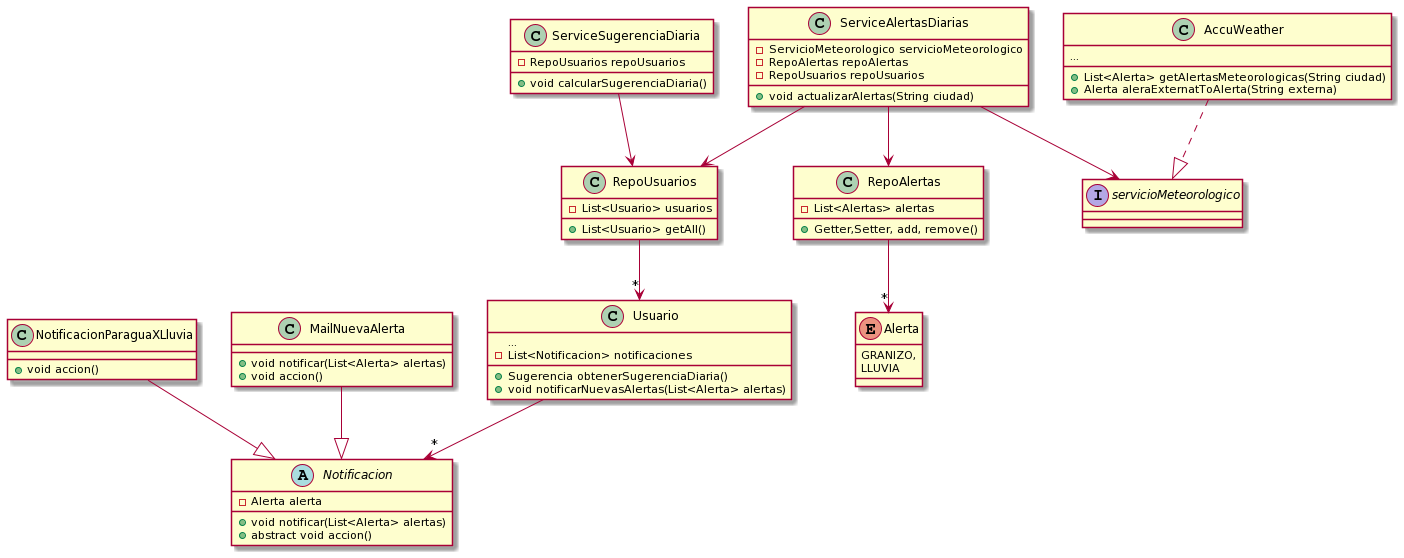 C ServiceSugerenciaDiaria
RepoUsuarios repoUsuarios
void calcularSugerenciaDiaria()
C ServiceAlertasDiarias
ServicioMeteorologico servicioMeteorologico
RepoAlertas repoAlertas
RepoUsuarios repoUsuarios
void actualizarAlertas(String ciudad)
C AccuWeather
...
List<Alerta> getAlertasMeteorologicas(String ciudad)
Alerta aleraExternatToAlerta(String externa)
C RepoUsuarios
List<Usuario> usuarios
List<Usuario> getAll()
C RepoAlertas
List<Alertas> alertas
Getter,Setter, add, remove()
I servicioMeteorologico
*
*
C NotificacionParaguaXLluvia
void accion()
C MailNuevaAlerta
void notificar(List<Alerta> alertas)
void accion()
C Usuario
...
List<Notificacion> notificaciones
Sugerencia obtenerSugerenciaDiaria()
void notificarNuevasAlertas(List<Alerta> alertas)
E Alerta
GRANIZO,
LLUVIA
*
A Notificacion
Alerta alerta
void notificar(List<Alerta> alertas)
abstract void accion()